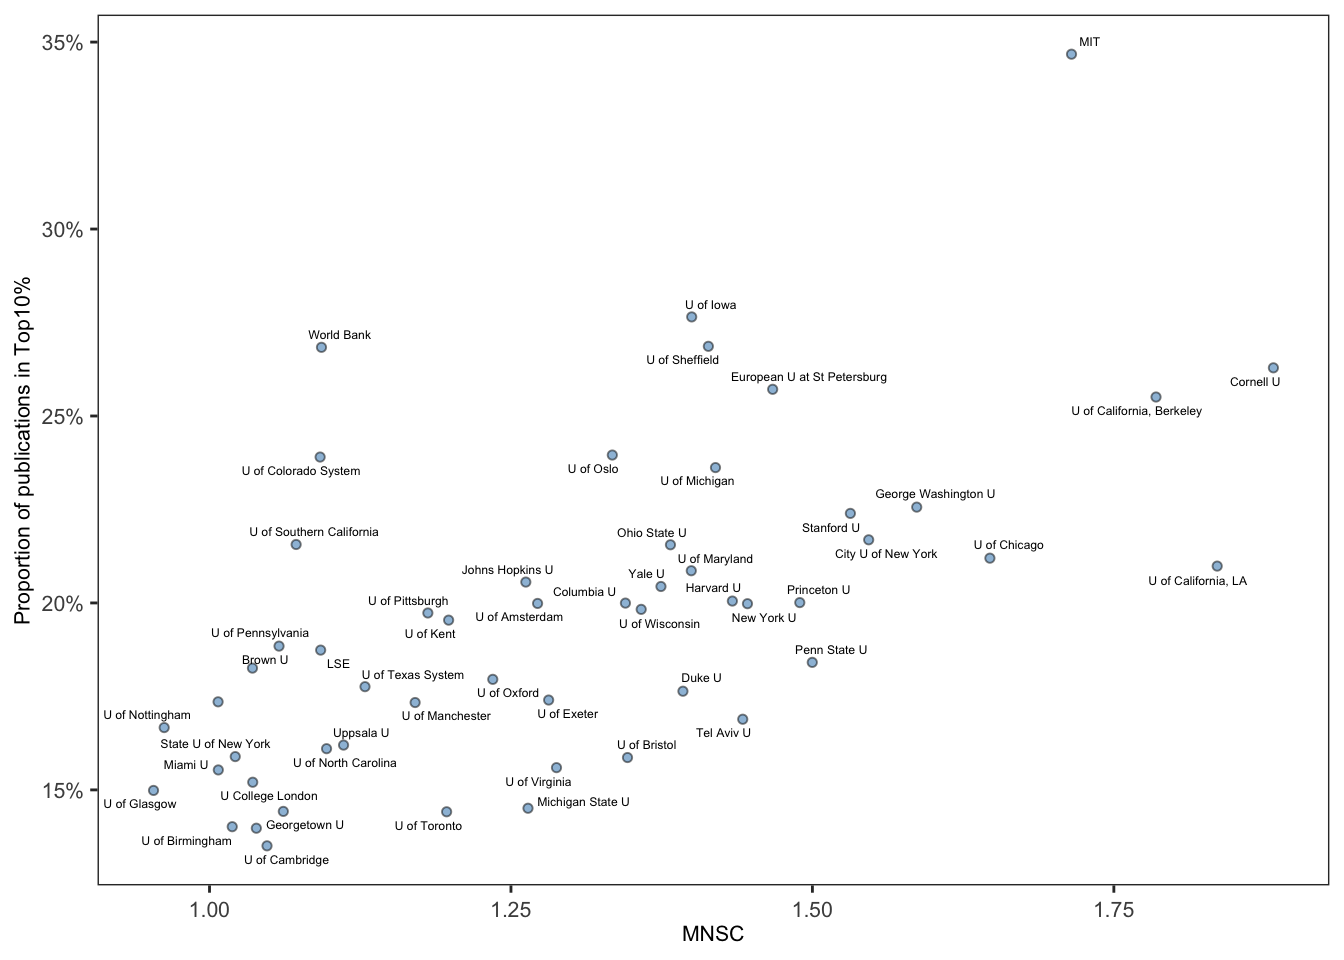 35%
MIT
30%
U of Iowa
World Bank
U of Sheffield
European U at St Petersburg
Cornell U
25%
U of California, Berkeley
U of Colorado System
U of Oslo
U of Michigan
George Washington U
Stanford U
U of Southern California
Ohio State U
City U of New York
U of Chicago
U of Maryland
Johns Hopkins U
Yale U
U of California, LA
Columbia U
Harvard U
Princeton U
20%
U of Pittsburgh
U of Amsterdam
New York U
U of Wisconsin
U of Kent
U of Pennsylvania
Penn State U
Brown U
LSE
U of Texas System
Duke U
U of Oxford
U of Nottingham
U of Manchester
U of Exeter
Tel Aviv U
Uppsala U
State U of New York
U of Bristol
Miami U
U of North Carolina
U of Virginia
15%
U College London
U of Glasgow
Michigan State U
Georgetown U
U of Toronto
U of Birmingham
U of Cambridge
1.00
1.25
1.50
1.75
MNSC
Proportion of publications in Top10%